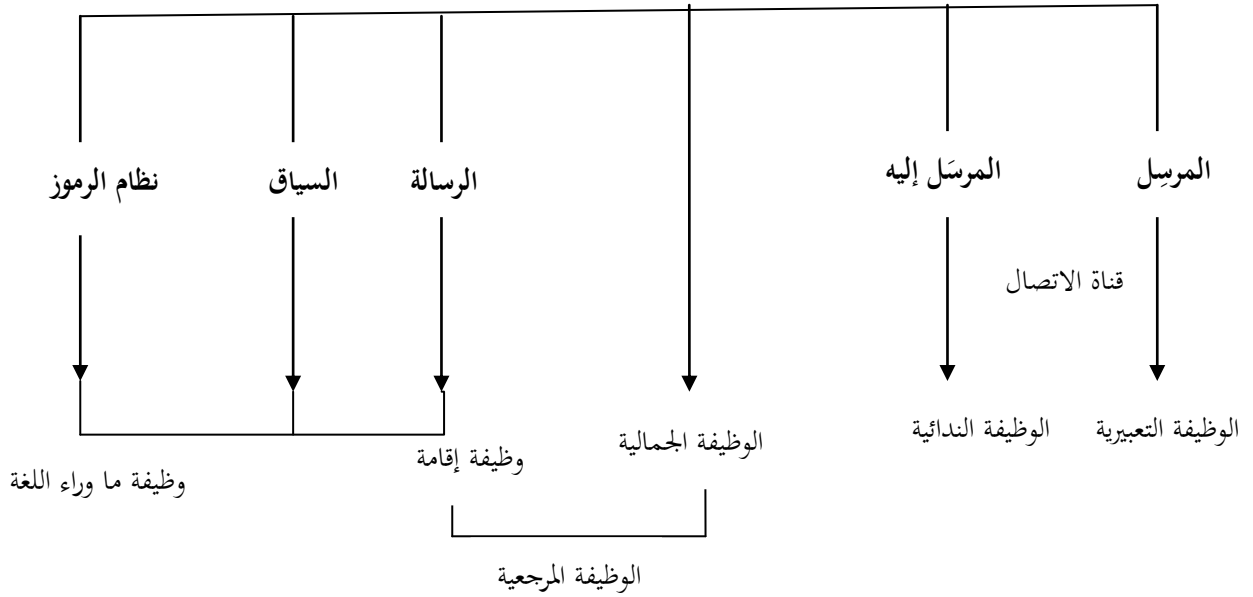 المرسِل
المرسَل إليه
الرسالة
السياق
نظام الرموز
قناة الاتصال
الوظيفة التعبيرية
الوظيفة الندائية
الوظيفة الجمالية
وظيفة إقامة
وظيفة ما وراء اللغة
الوظيفة المرجعية